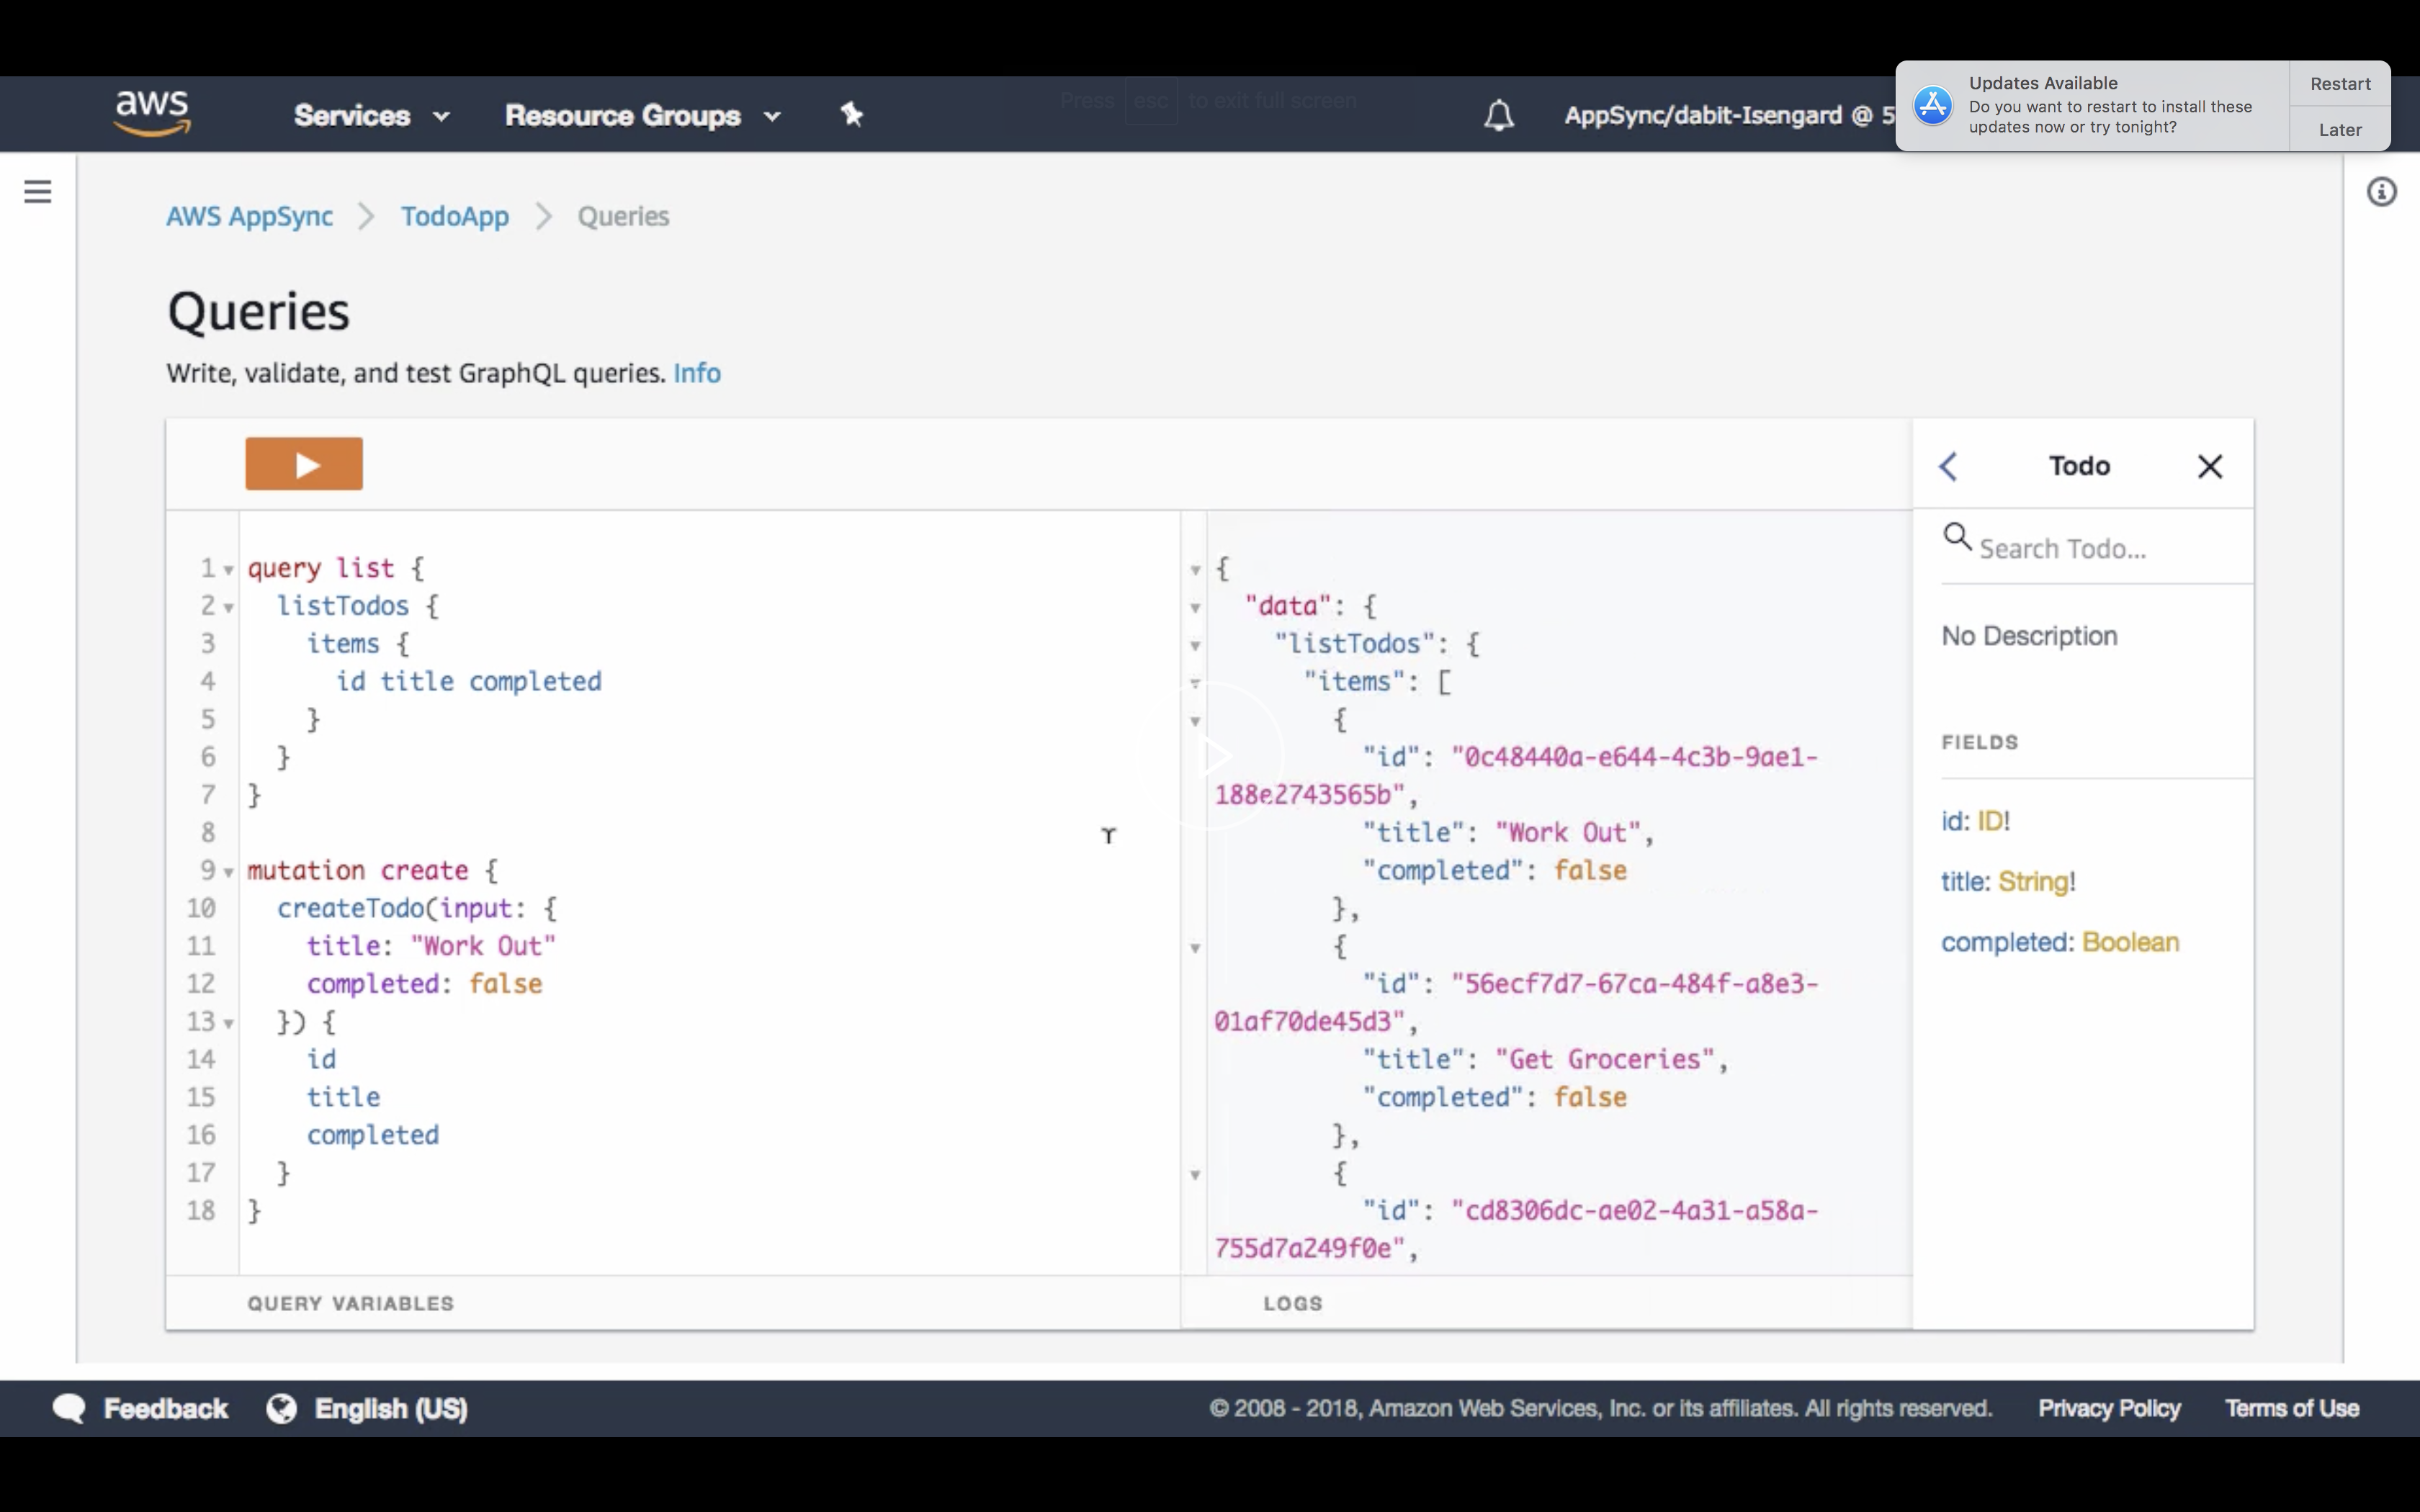 aws
Services
Resource Groups
Press esc to exit full screen
AppSync/dabit-Isengard @ 5
Updates Available
Do you want to restart to install these
updates now or try tonight?
Restart
Later
AWS AppSync > TodoApp > Queries
Queries
Write, validate, and test GraphQL queries. Info
1 query list {
2 listTodos {
3 items {
4 id title completed
5 }
6 }
7 }
8
9 mutation create {
10 createTodo(input: {
11 title: "Work Out"
12 completed: false
13 }) {
14 id
15 title
16 completed
17 }
18 }
QUERY VARIABLES
{
"data": {
"listTodos": {
"items": [
{
"id": "0c48440a-e644-4c3b-9ae1-
188e2743565b",
"title": "Work Out",
"completed": false
},
{
"id": "56ecf7d7-67ca-484f-a8e3-
01af70de45d3",
"title": "Get Groceries",
"completed": false
},
{
"id": "cd8306dc-ae02-4a31-a58a-
755d7a249f0e",
LOGS
Todo
Search Todo...
No Description
FIELDS
id: ID!
title: String!
completed: Boolean
Feedback
English (US)
© 2008 - 2018, Amazon Web Services, Inc. or its affiliates. All rights reserved.
Privacy Policy
Terms of Use